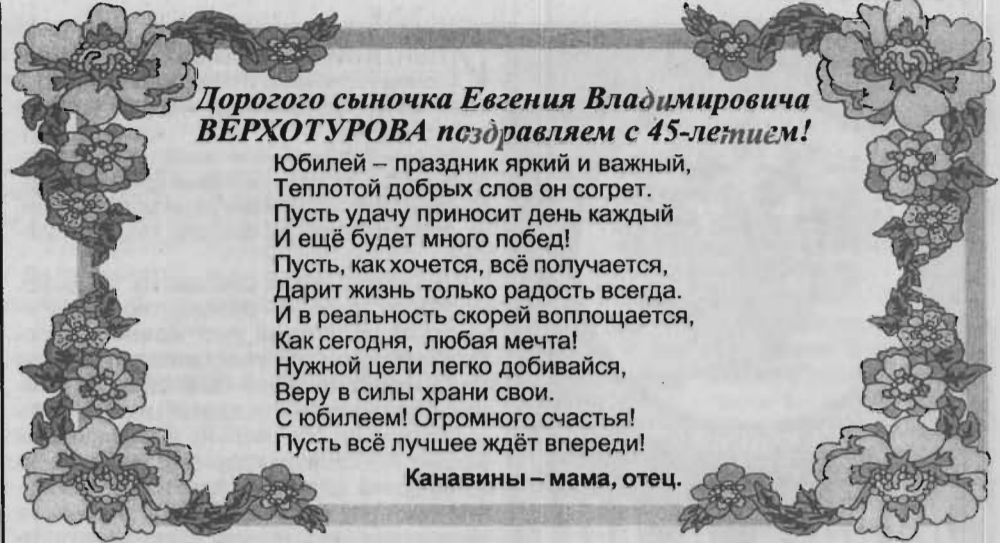 Дорогого сыночка Евгения Владимировича
ВЕРХОТУРОВА поздравляем с 45-летием!
Юбилей – праздник яркий и важный,
Теплотой добрых слов он согрет.
Пусть удачу приносит день каждый
И ещё будет много побед!
Пусть, как хочется, всё получается,
Дарит жизнь только радость всегда.
И в реальность скорей воплощается,
Как сегодня, любая мечта!
Нужной цели легко добивайся,
Веру в силы храни свои.
С юбилеем! Огромного счастья!
Пусть всё лучшее ждёт впереди!
Канавины – мама, отец.